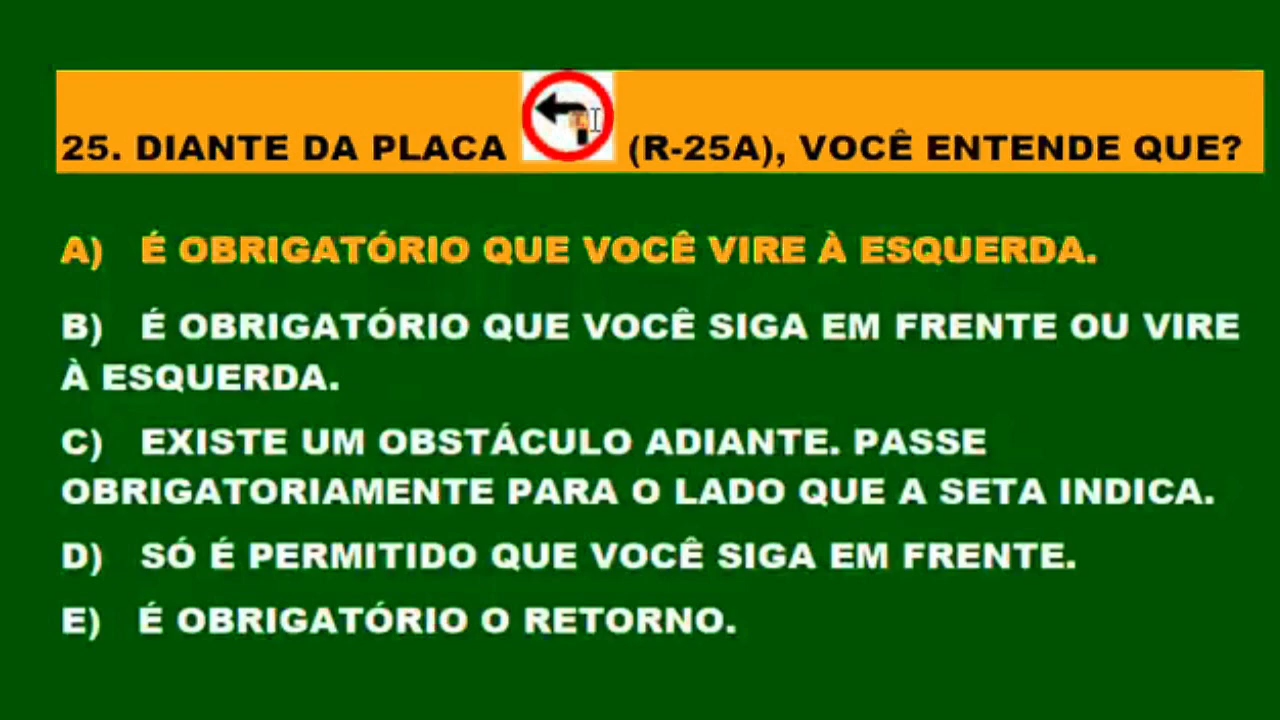 25. DIANTE DA PLACA (R-25A), VOCÊ ENTENDE QUE?
A) É OBRIGATÓRIO QUE VOCÊ VIRE À ESQUERDA.
B) É OBRIGATÓRIO QUE VOCÊ SIGA EM FRENTE OU VIRE
À ESQUERDA.
C) EXISTE UM OBSTÁCULO ADIANTE. PASSE
OBRIGATORIAMENTE PARA O LADO QUE A SETA INDICA.
D) SÓ É PERMITIDO QUE VOCÊ SIGA EM FRENTE.
E) É OBRIGATÓRIO O RETORNO.